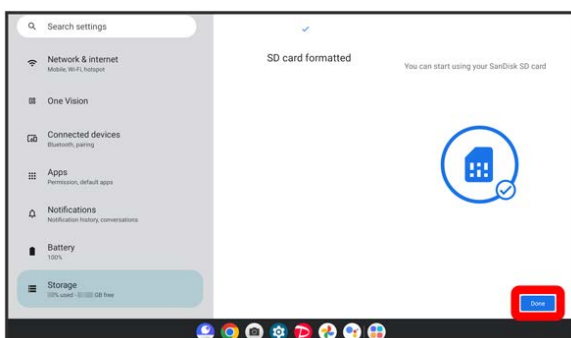 Search settings
Network & internet
Mobile, Wi-Fi, hotspot
One Vision
Connected devices
Bluetooth, pairing
Apps
Permission, default apps
Notifications
Notification history, conversations
Battery
100%
Storage
% used - GB free
SD card formatted
You can start using your SanDisk SD card
Done